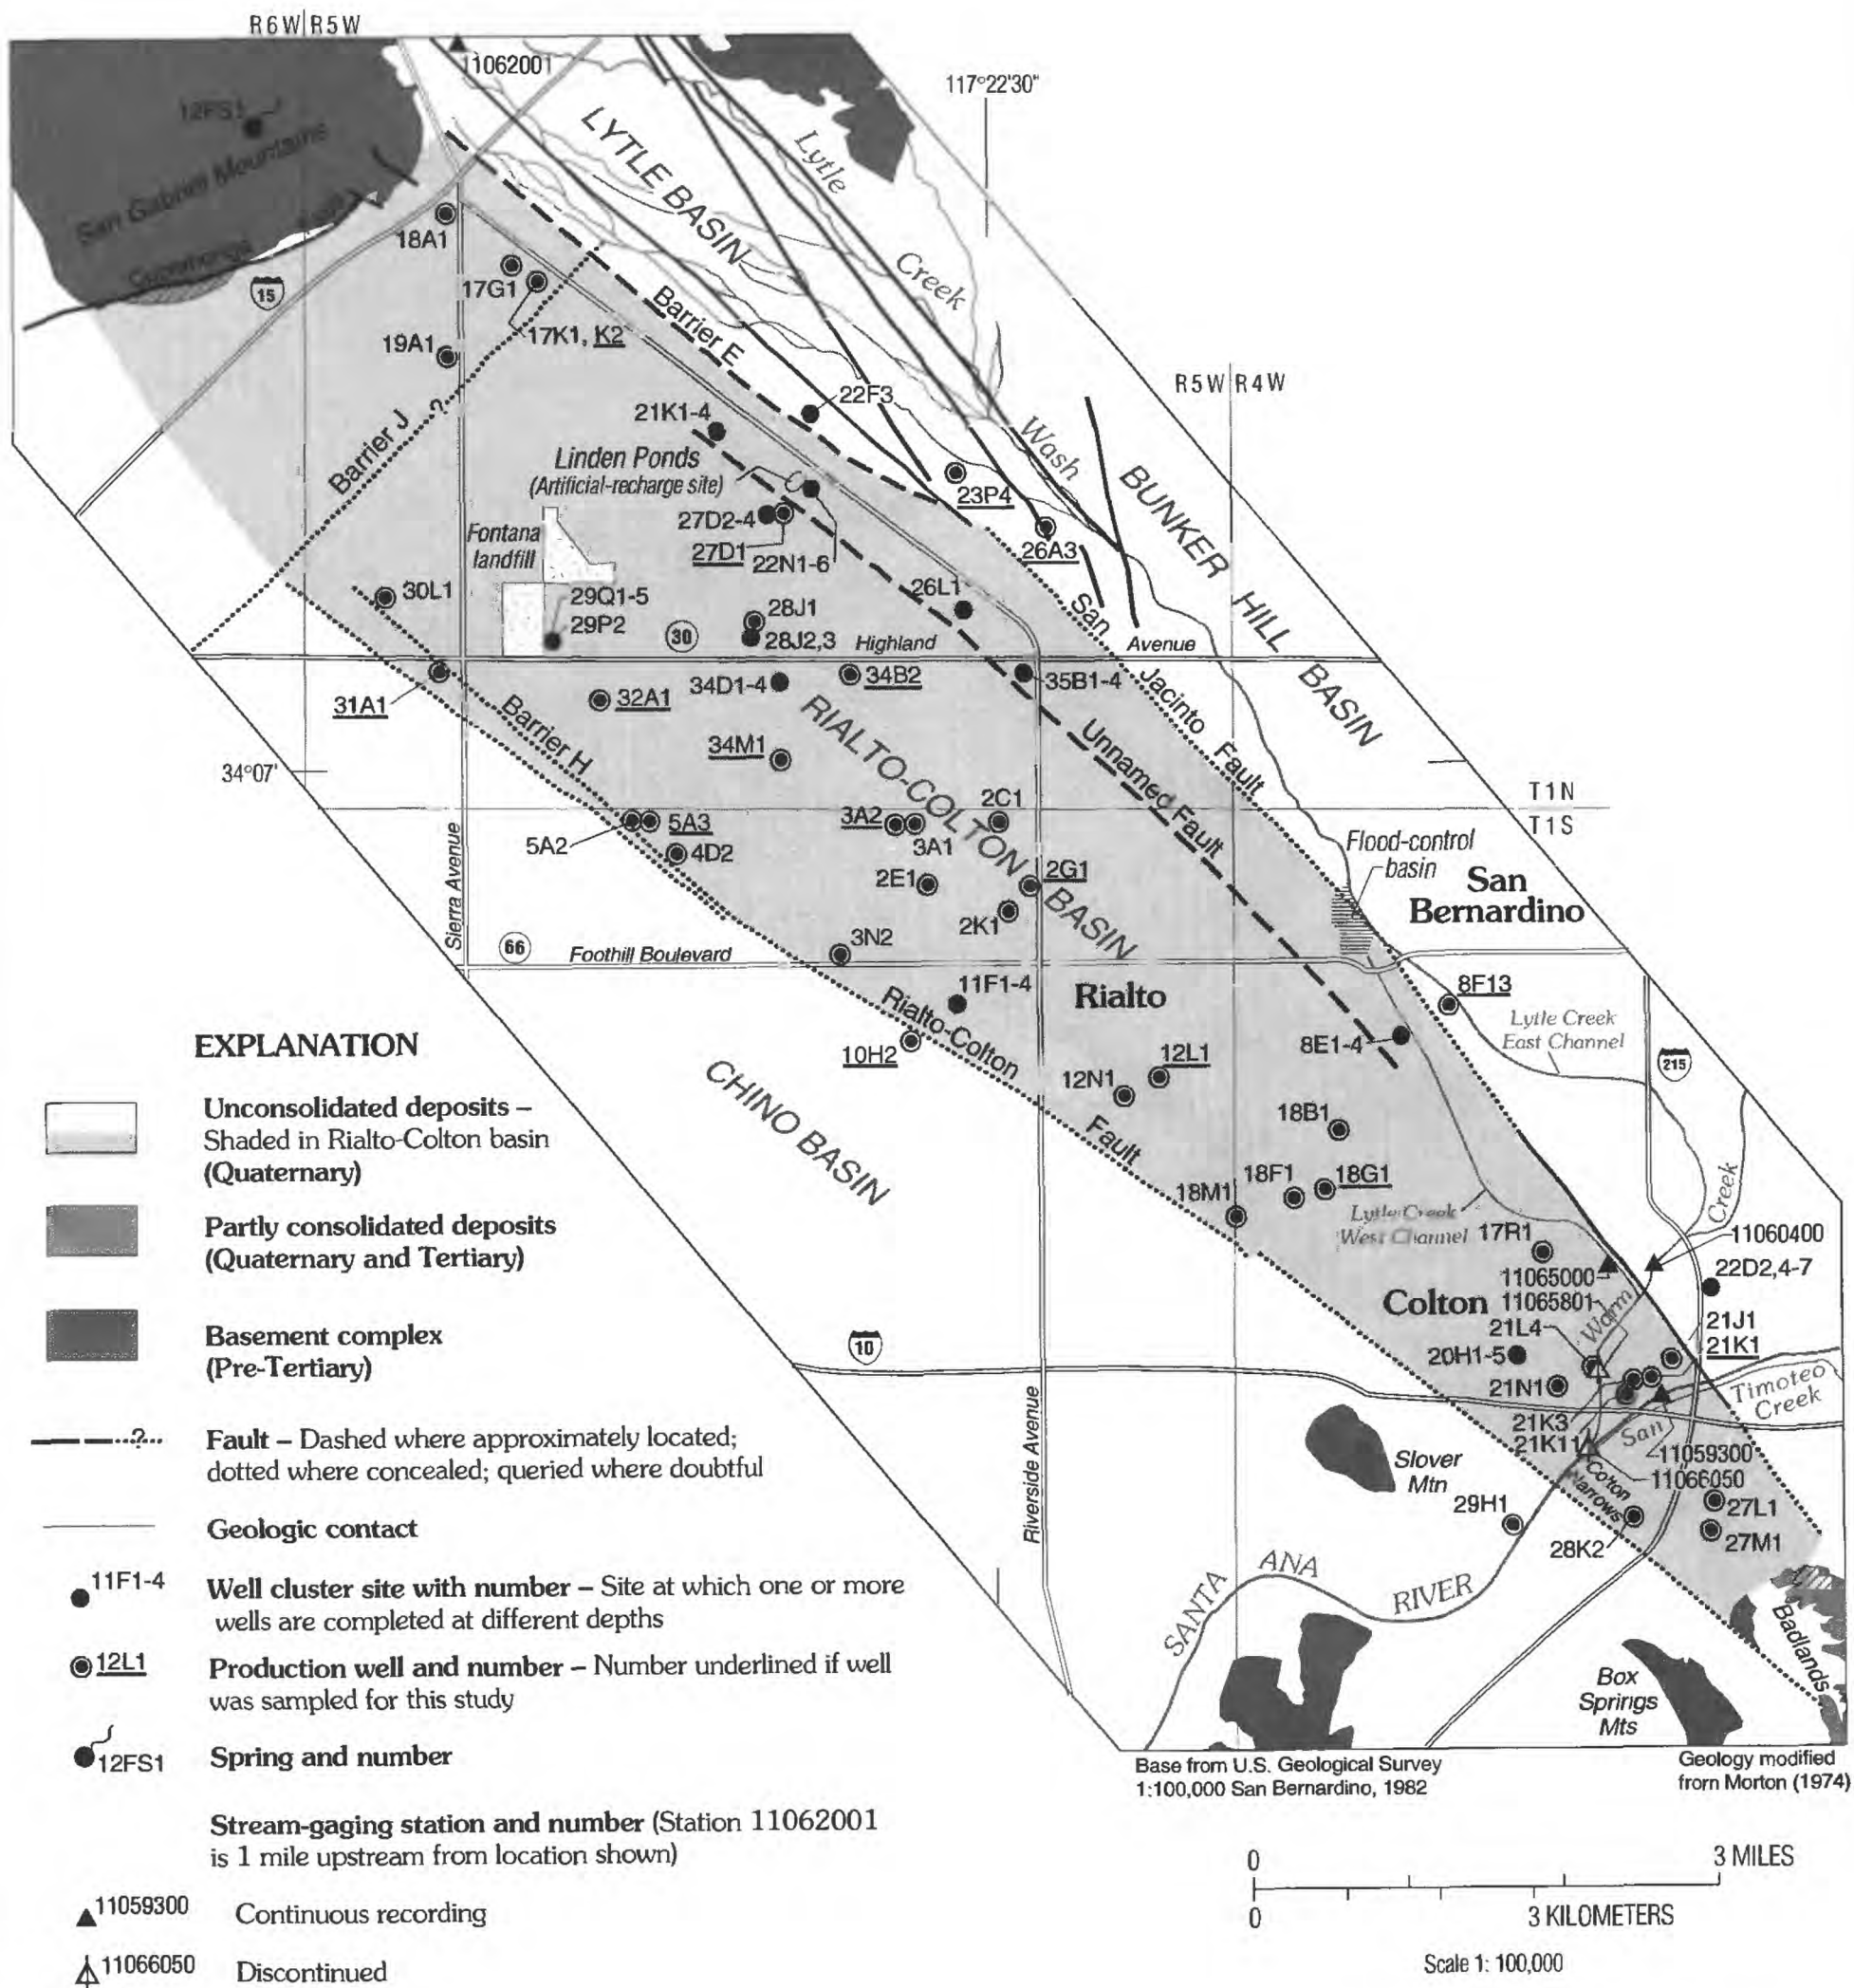 R6W R5W
11062001
117°22'30"
12FS1
San Gabriel Mountains
LYTLE BASIN
Lytle
Creek
Wash
18A1
Cucamonga
15
17G1
17K1, K2
19A1
Barrier E
Barrier J
?
R5W R4W
22F3
21K1-4
Linden Ponds
(Artificial-recharge site)
23P4
BUNKER HILL BASIN
27D2-4
27D1
22N1-6
26A3
Fontana
landfill
30L1
29Q1-5
29P2
28J1
28J2,3
26L1
30
Highland
Avenue
San Jacinto Fault
31A1
32A1
34D1-4
34B2
35B1-4
Barrier H
34M1
RIALTO-COLTON BASIN
Unnamed Fault
34°07'
T1N
T1S
2C1
5A2
5A3
3A2
3A1
4D2
Sierra Avenue
2E1
2G1
2K1
Flood-control
basin
San
Bernardino
66
Foothill Boulevard
3N2
11F1-4
Rialto
8F13
Lytle Creek
East Channel
Rialto-Colton
Fault
10H2
8E1-4
215
CHINO BASIN
12N1
12L1
18B1
18F1
18G1
18M1
Lytle Creek
West Channel
17R1
Creek
11060400
22D2,4-7
11065000
Colton
11065801
Warm
21L4
21J1
21K1
20H1-5
21N1
10
Timoteo
Creek
San
21K3
21K11
11059300
11066050
Riverside Avenue
Slover
Mtn
Colton
Narrows
29H1
27L1
28K2
27M1
SANTA ANA RIVER
Badlands
Box
Springs
Mts
EXPLANATION
Unconsolidated deposits –
Shaded in Rialto-Colton basin
(Quaternary)
Partly consolidated deposits
(Quaternary and Tertiary)
Basement complex
(Pre-Tertiary)
?
Fault – Dashed where approximately located;
dotted where concealed; queried where doubtful
Geologic contact
11F1-4
Well cluster site with number – Site at which one or more
wells are completed at different depths
12L1
Production well and number – Number underlined if well
was sampled for this study
12FS1
Spring and number
Stream-gaging station and number (Station 11062001
is 1 mile upstream from location shown)
11059300
Continuous recording
11066050
Discontinued
Base from U.S. Geological Survey
1:100,000 San Bernardino, 1982
Geology modified
from Morton (1974)
0 3 MILES
0 3 KILOMETERS
Scale 1: 100,000